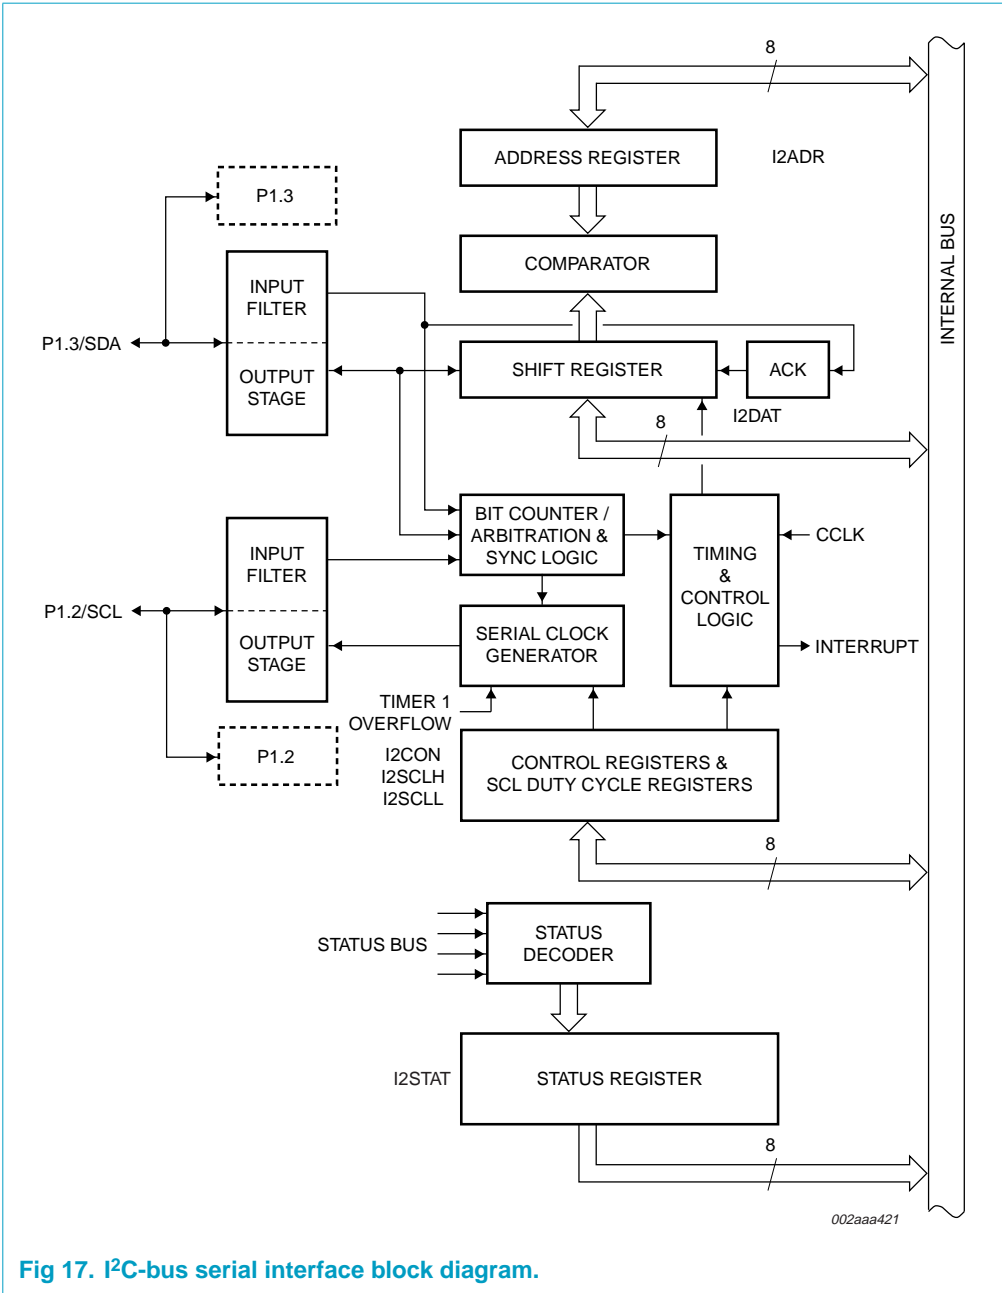 8
ADDRESS REGISTER
I2ADR
P1.3
INTERNAL BUS
COMPARATOR
INPUT
FILTER
P1.3/SDA
OUTPUT
STAGE
SHIFT REGISTER
ACK
I2DAT
8
BIT COUNTER /
ARBITRATION &
SYNC LOGIC
INPUT
FILTER
TIMING
&
CONTROL
LOGIC
CCLK
P1.2/SCL
OUTPUT
STAGE
SERIAL CLOCK
GENERATOR
INTERRUPT
TIMER 1
OVERFLOW
P1.2
I2CON
I2SCLH
I2SCLL
CONTROL REGISTERS &
SCL DUTY CYCLE REGISTERS
8
STATUS BUS
STATUS
DECODER
I2STAT
STATUS REGISTER
8
002aaa421
Fig 17. I²C-bus serial interface block diagram.